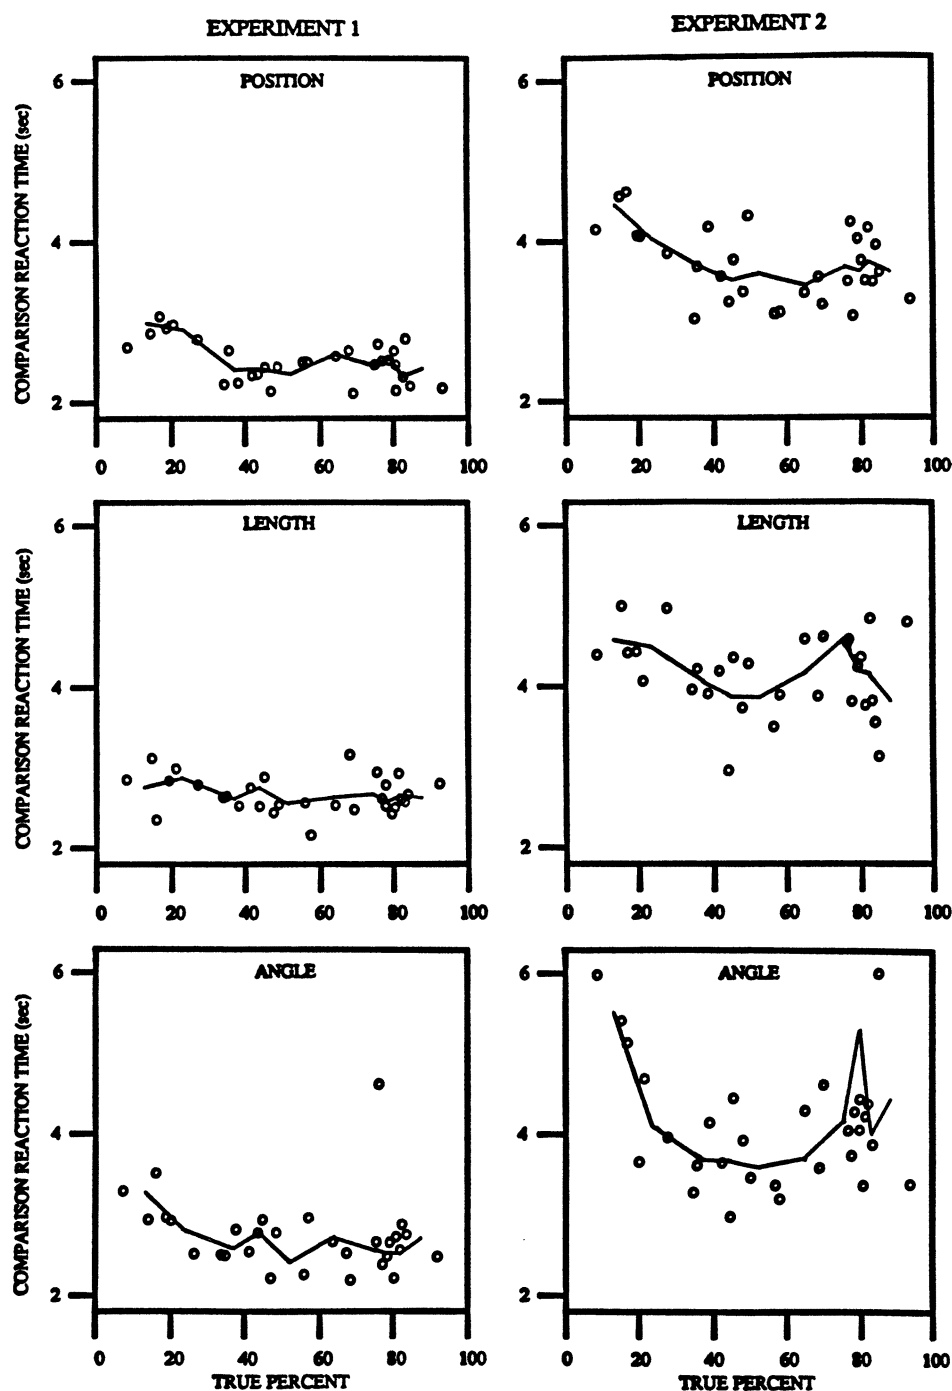 EXPERIMENT 1
EXPERIMENT 2
COMPARISON REACTION TIME (sec)
POSITION
6
4
2
0 20 40 60 80 100
POSITION
6
4
2
0 20 40 60 80 100
COMPARISON REACTION TIME (sec)
LENGTH
6
4
2
0 20 40 60 80 100
LENGTH
6
4
2
0 20 40 60 80 100
COMPARISON REACTION TIME (sec)
ANGLE
6
4
2
0 20 40 60 80 100
TRUE PERCENT
ANGLE
6
4
2
0 20 40 60 80 100
TRUE PERCENT